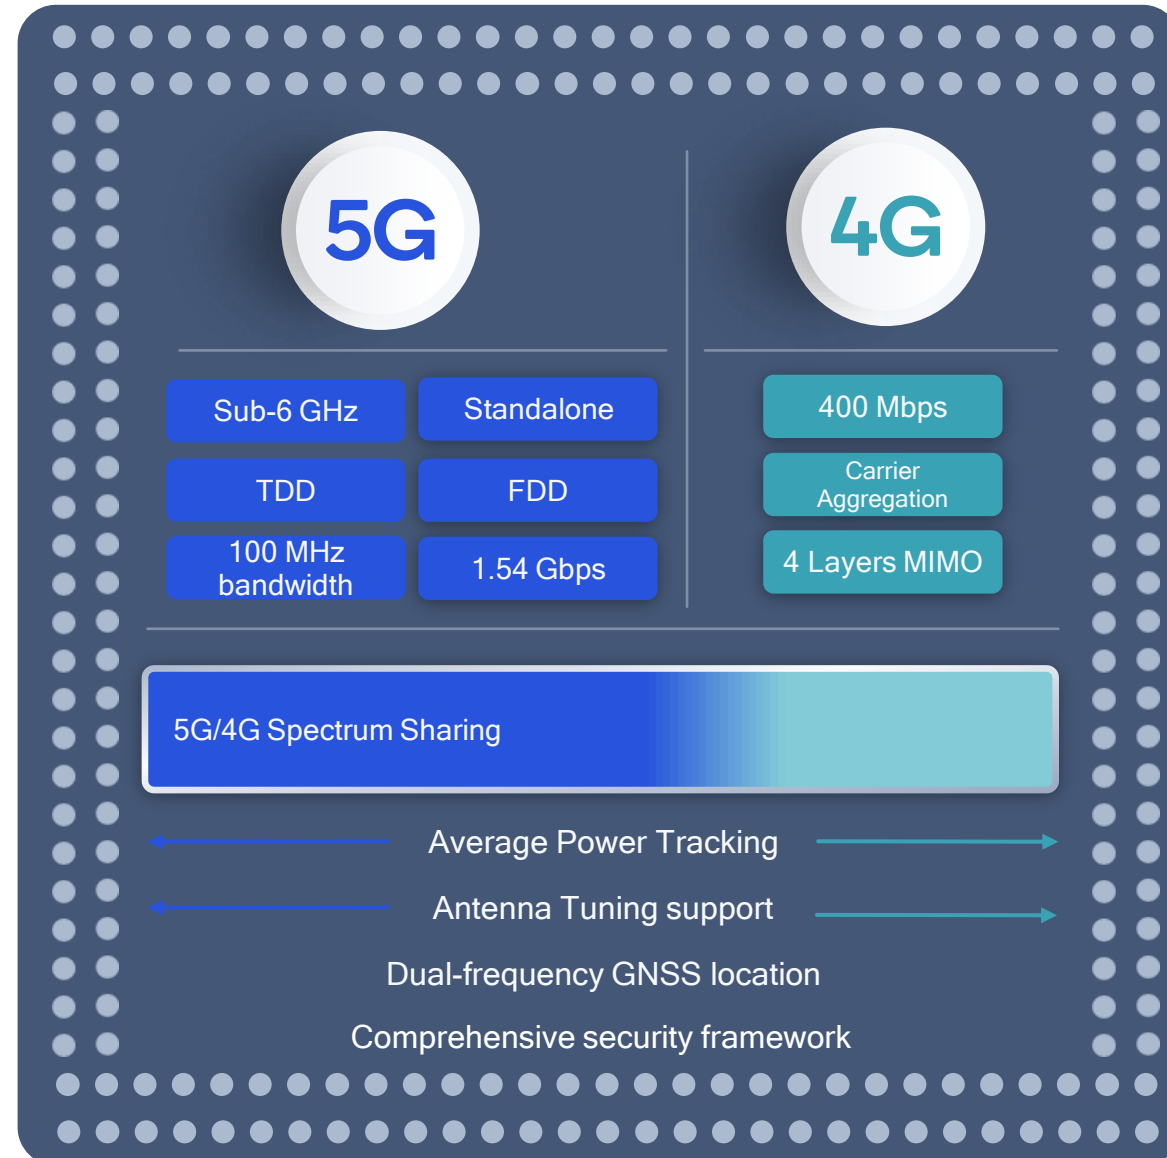 5G
4G
Sub-6 GHz
Standalone
400 Mbps
TDD
FDD
Carrier
Aggregation
100 MHz
bandwidth
1.54 Gbps
4 Layers MIMO
5G/4G Spectrum Sharing
Average Power Tracking
Antenna Tuning support
Dual-frequency GNSS location
Comprehensive security framework